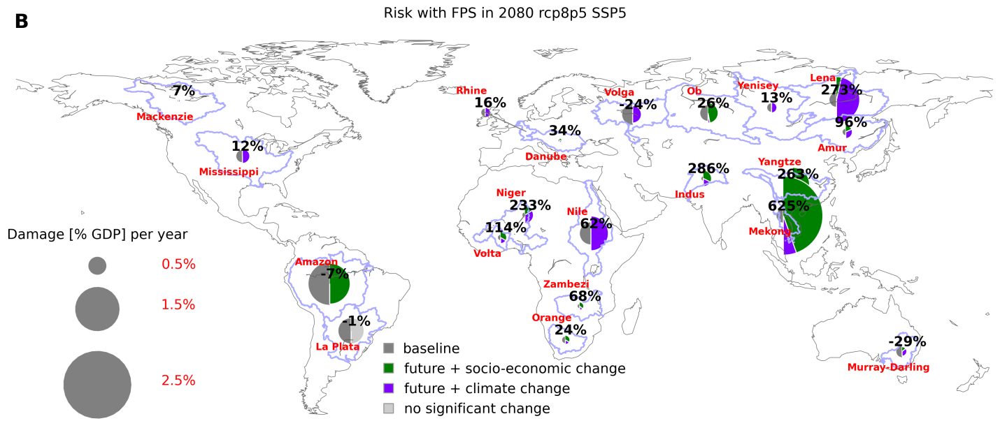 B
Risk with FPS in 2080 rcp8p5 SSP5
7%
Mackenzie
12%
Mississippi
Rhine
16%
34%
Danube
Volga
-24%
Ob
26%
Yenisey
13%
Lena
273%
96%
Amur
Yangtze
263%
286%
Indus
625%
Mekong
Niger
233%
114%
Volta
Nile
62%
Zambezi
68%
Orange
24%
Amazon
-7%
-1%
La Plata
-29%
Murray-Darling
Damage [% GDP] per year
0.5%
1.5%
2.5%
baseline
future + socio-economic change
future + climate change
no significant change